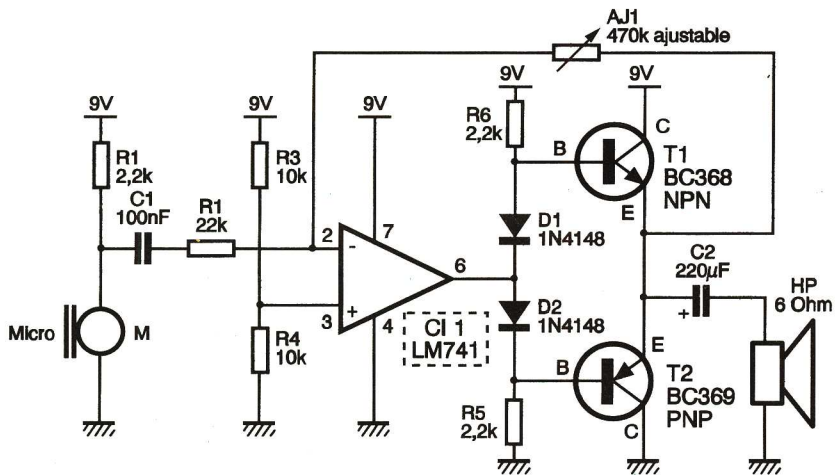 AJ1
470k ajustable
9V
9V
9V
9V
9V
R1
2,2k
C1
100nF
R1
22k
R3
10k
R6
2,2k
B
C
T1
BC368
NPN
E
D1
1N4148
2
-
7
6
+
3
4
CI 1
LM741
D2
1N4148
C2
220µF
+
HP
6 Ohm
Micro
M
R4
10k
B
E
T2
BC369
PNP
C
R5
2,2k